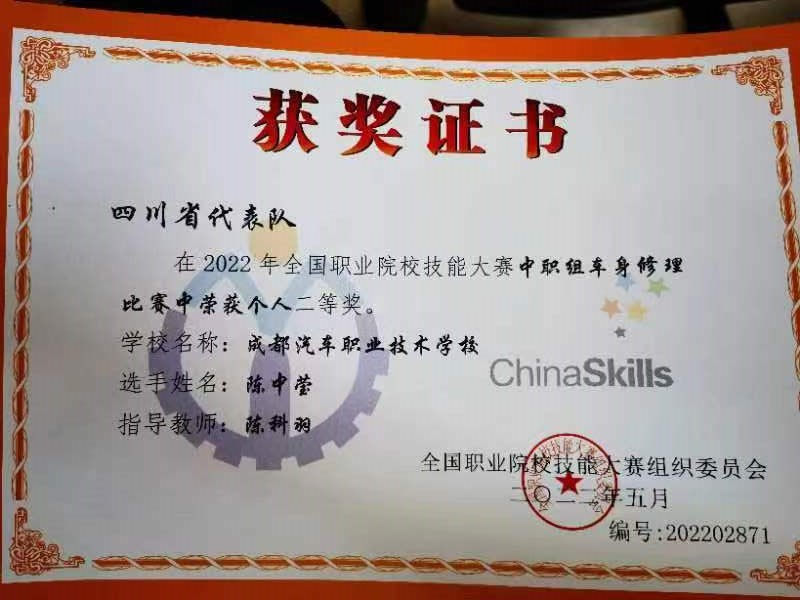 获奖证书
四川省代表队
在2022年全国职业院校技能大赛中职组车身修理
比赛中荣获个人二等奖。
学校名称：成都汽车职业技术学校
选手姓名：陈中莹
指导教师：陈科羽
ChinaSkills
全国职业院校技能大赛组织委员会
二〇二二年五月
编号:202202871